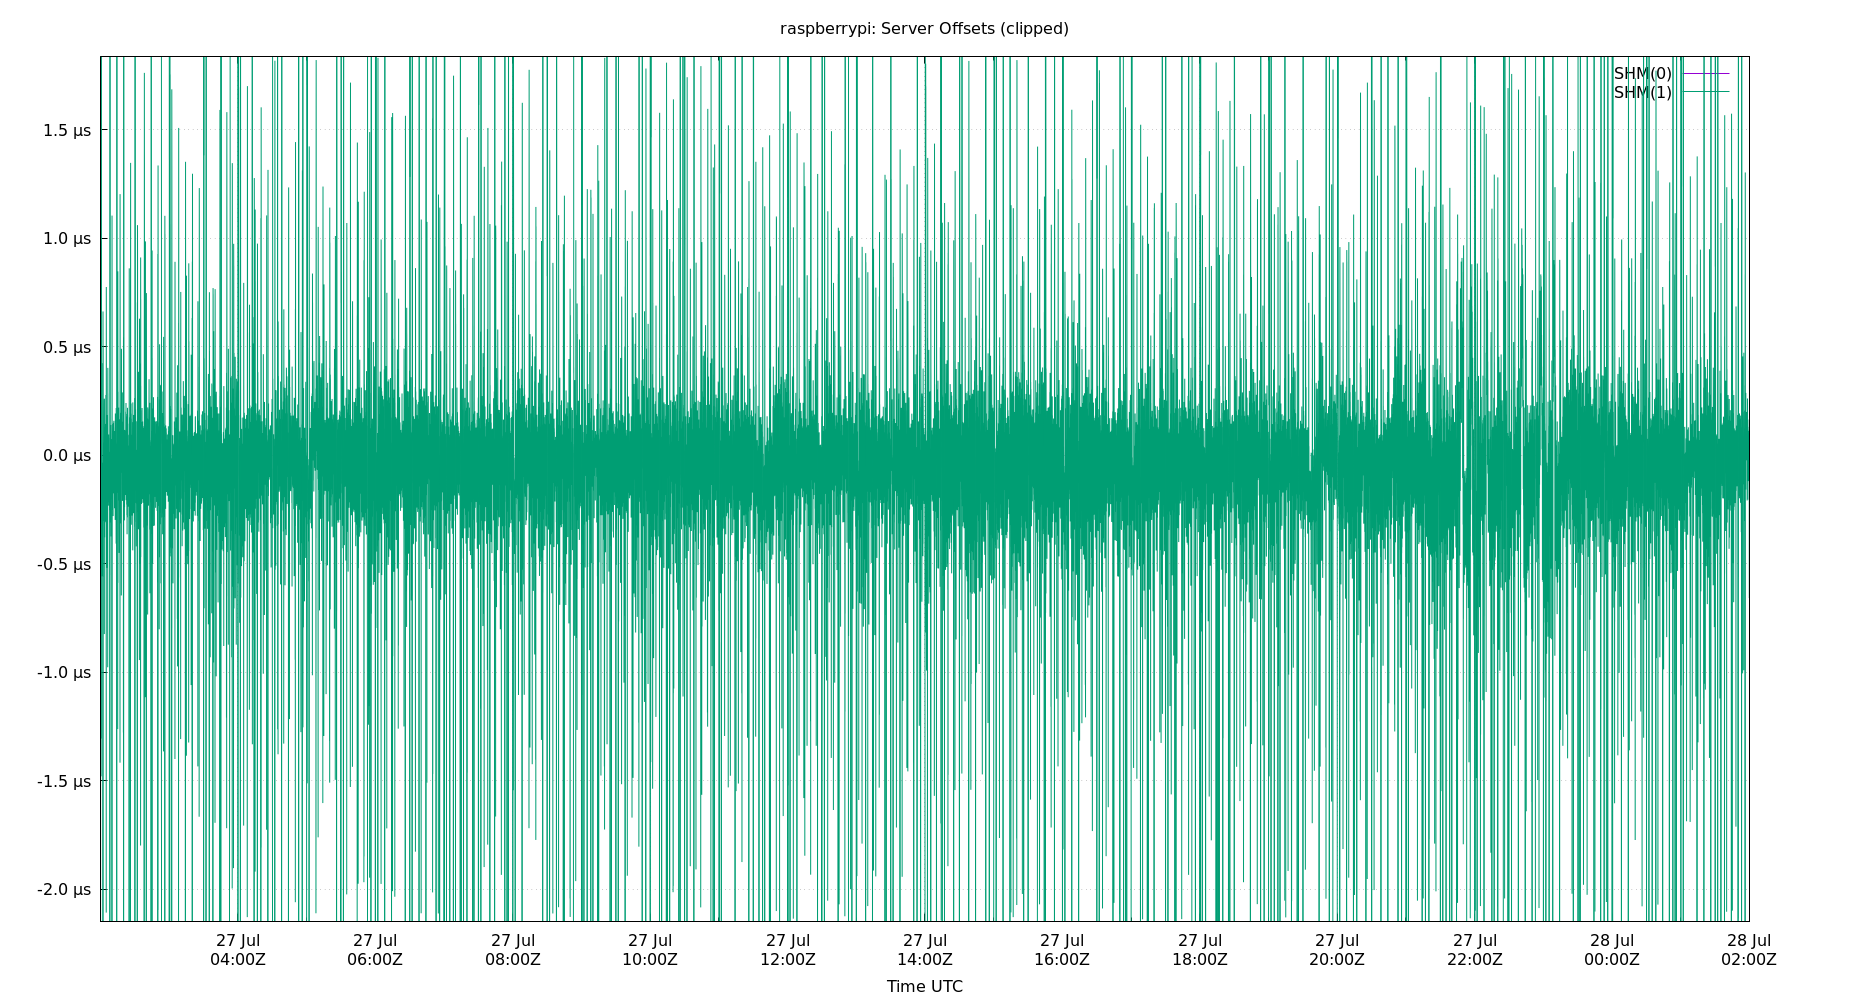 raspberrypi: Server Offsets (clipped)
SHM(0)
SHM(1)
1.5 µs
1.0 µs
0.5 µs
0.0 µs
-0.5 µs
-1.0 µs
-1.5 µs
-2.0 µs
27 Jul 27 Jul 27 Jul 27 Jul 27 Jul 27 Jul 27 Jul 27 Jul 27 Jul 27 Jul 28 Jul 28 Jul
04:00Z 06:00Z 08:00Z 10:00Z 12:00Z 14:00Z 16:00Z 18:00Z 20:00Z 22:00Z 00:00Z 02:00Z
Time UTC